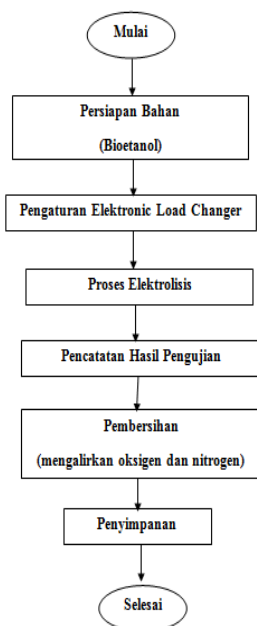 Mulai
Persiapan Bahan
(Bioetanol)
Pengaturan Elektronic Load Changer
Proses Elektrolisis
Pencatatan Hasil Pengujian
Pembersihan
(mengalirkan oksigen dan nitrogen)
Penyimpanan
Selesai